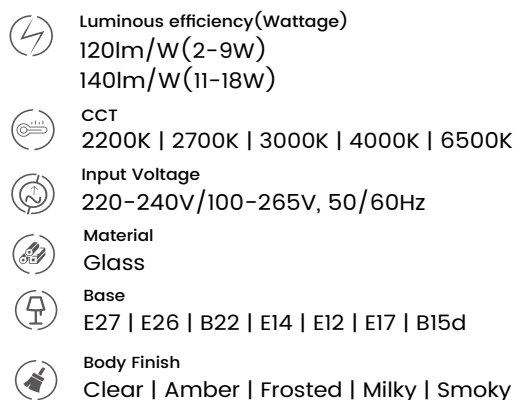 Luminous efficiency(Wattage)
120lm/W(2-9W)
140lm/W(11-18W)
CCT
2200K | 2700K | 3000K | 4000K | 6500K
Input Voltage
220-240V/100-265V, 50/60Hz
Material
Glass
Base
E27 | E26 | B22 | E14 | E12 | E17 | B15d
Body Finish
Clear | Amber | Frosted | Milky | Smoky